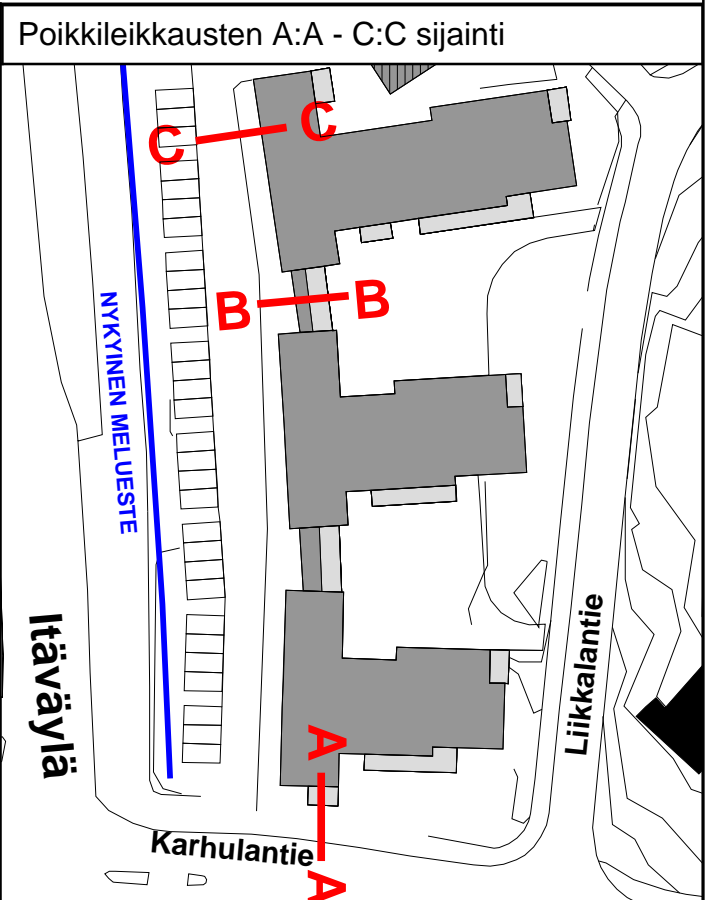 Poikkileikkausten A:A - C:C sijainti
C
C
B
B
NYKYINEN MELUESTE
Itäväylä
Liikkalantie
A
Karhulantie
A